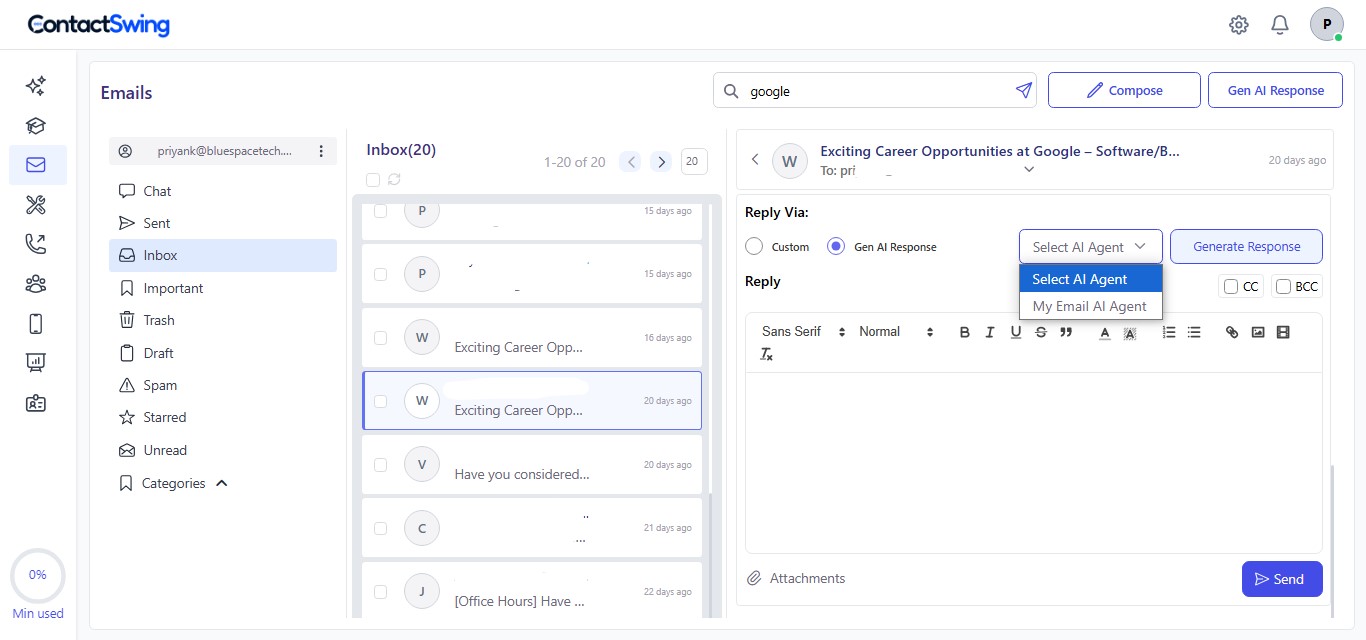 ContactSwing
P
Emails
google
Compose
Gen AI Response
priyank@bluespacetech....
Chat
Sent
Inbox
Important
Trash
Draft
Spam
Starred
Unread
Categories
0%
Min used
Inbox(20)
1-20 of 20
20
P
15 days ago
P
15 days ago
W
16 days ago
Exciting Career Opp...
W
20 days ago
Exciting Career Opp...
V
20 days ago
Have you considered...
C
21 days ago
...
J
22 days ago
[Office Hours] Have ...
W
Exciting Career Opportunities at Google – Software/B...
To: pri
20 days ago
Reply Via:
Custom
Gen AI Response
Select AI Agent
Generate Response
Select AI Agent
My Email AI Agent
Reply
CC
BCC
Sans Serif
Normal
B I U S A A
Attachments
Send